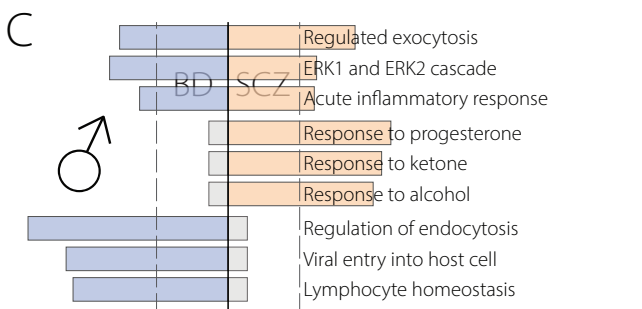 C
Regulated exocytosis
ERK1 and ERK2 cascade
BD SCZ
Acute inflammatory response
Response to progesterone
Response to ketone
Response to alcohol
Regulation of endocytosis
Viral entry into host cell
Lymphocyte homeostasis